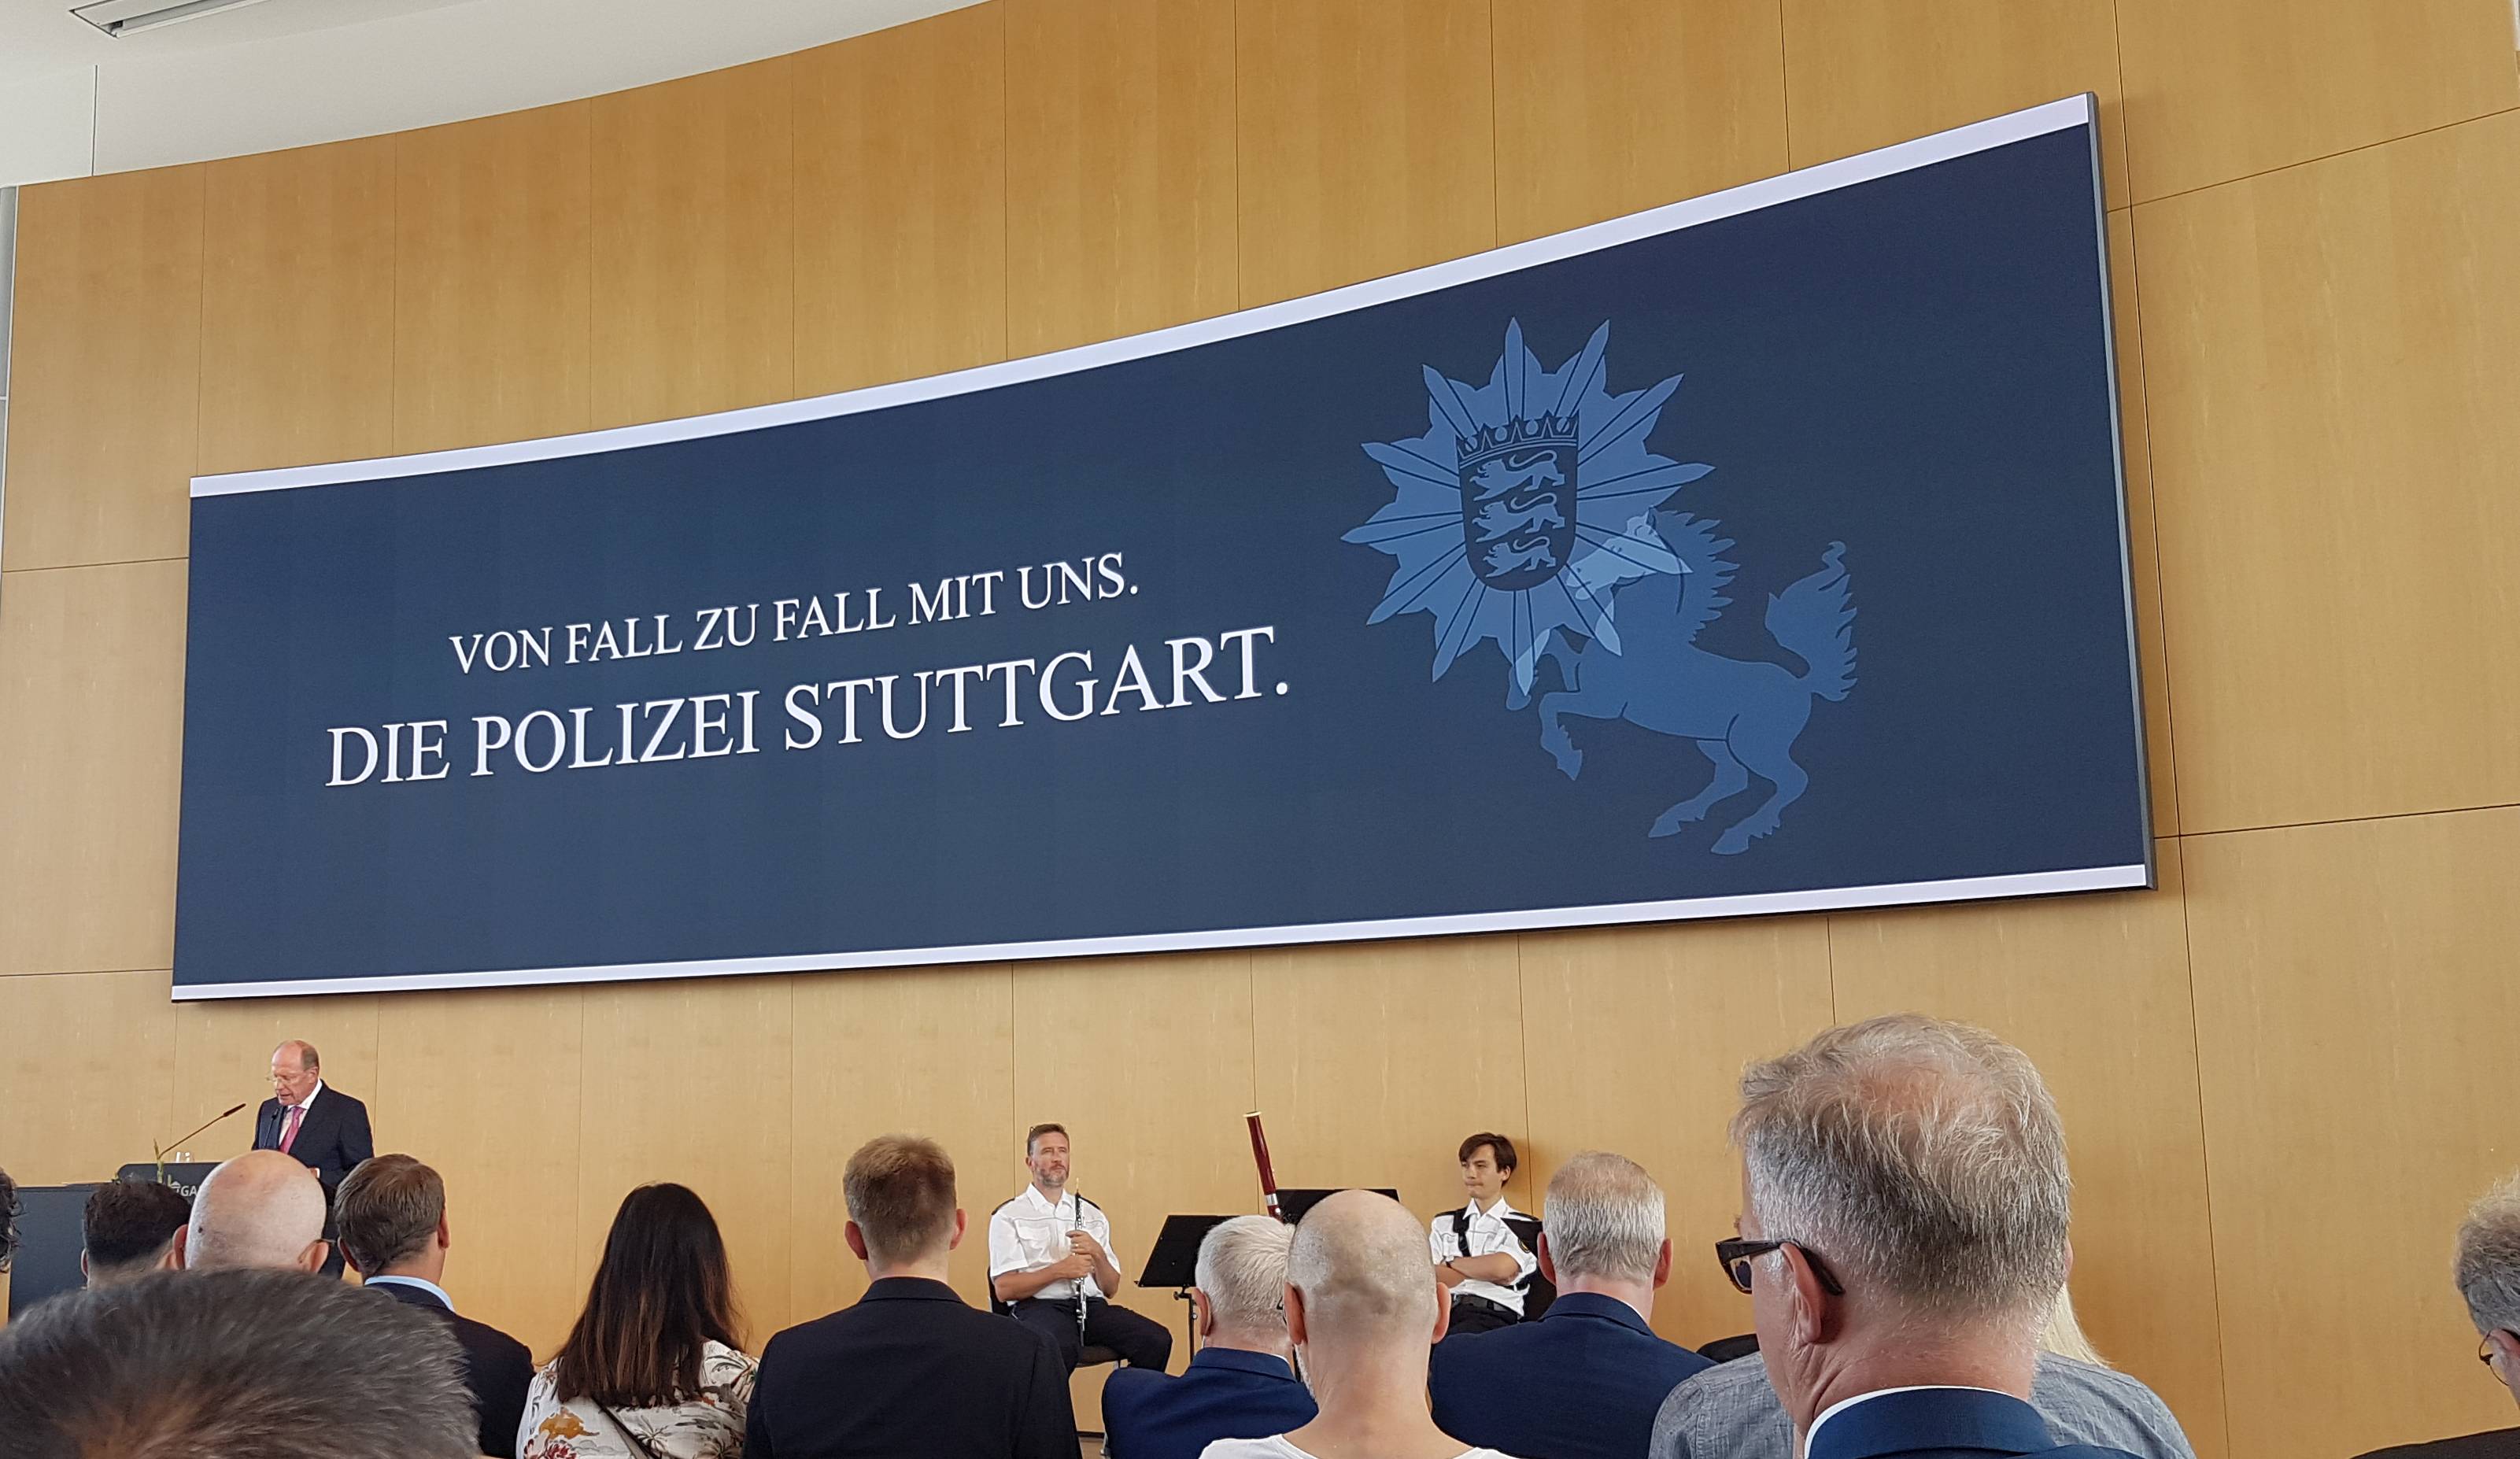 VON FALL ZU FALL MIT UNS.
DIE POLIZEI STUTTGART.